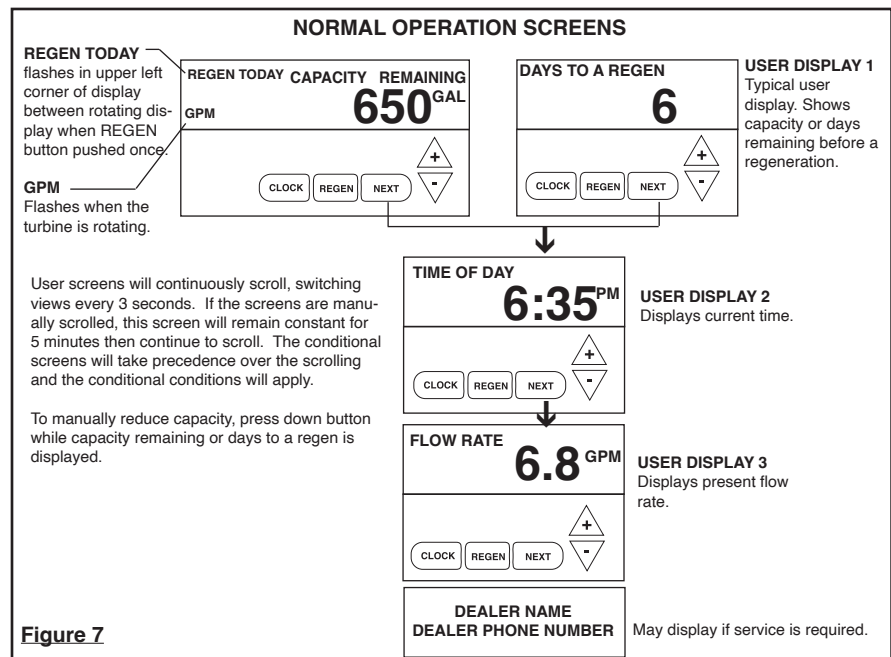 NORMAL OPERATION SCREENS
REGEN TODAY
flashes in upper left
corner of display
between rotating dis-
play when REGEN
button pushed once.
GPM
Flashes when the
turbine is rotating.
REGEN TODAY CAPACITY REMAINING
650 GAL
GPM
+
CLOCK REGEN NEXT -
DAYS TO A REGEN
6
+
CLOCK REGEN NEXT -
USER DISPLAY 1
Typical user
display. Shows
capacity or days
remaining before a
regeneration.
User screens will continuously scroll, switching
views every 3 seconds. If the screens are manu-
ally scrolled, this screen will remain constant for
5 minutes then continue to scroll. The conditional
screens will take precedence over the scrolling
and the conditional conditions will apply.
To manually reduce capacity, press down button
while capacity remaining or days to a regen is
displayed.
TIME OF DAY
6:35 PM
+
CLOCK REGEN NEXT -
USER DISPLAY 2
Displays current time.
FLOW RATE
6.8 GPM
+
CLOCK REGEN NEXT -
USER DISPLAY 3
Displays present flow
rate.
DEALER NAME
DEALER PHONE NUMBER
May display if service is required.
Figure 7